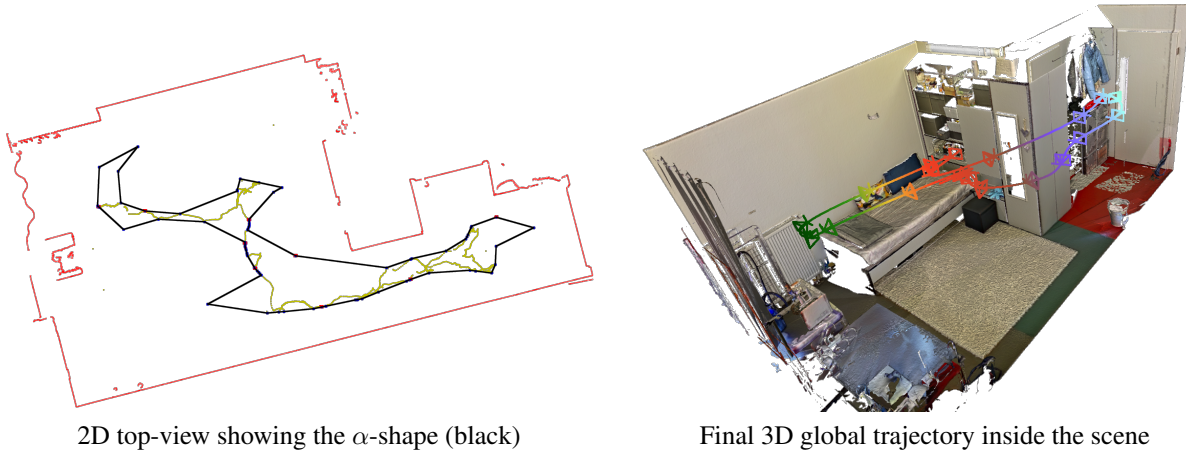 2D top-view showing the α-shape (black)
Final 3D global trajectory inside the scene